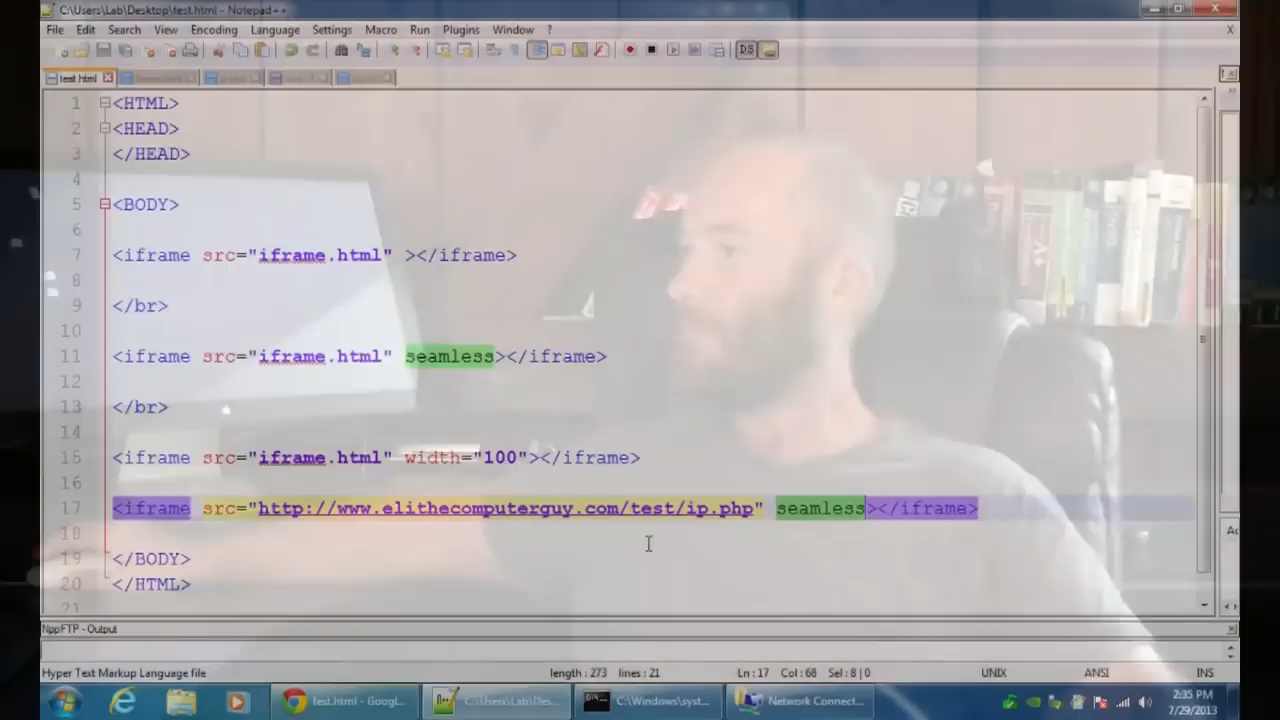 C:\Users\Lab\Desktop\test.html - Notepad++
File Edit Search View Encoding Language Settings Macro Run Plugins Window ? X
test.html
1 <HTML>
2 <HEAD>
3 </HEAD>
4
5 <BODY>
6
7 <iframe src="iframe.html" ></iframe>
8
9 </br>
10
11 <iframe src="iframe.html" seamless></iframe>
12
13 </br>
14
15 <iframe src="iframe.html" width="100"></iframe>
16
17 <iframe src="http://www.elithecomputerguy.com/test/ip.php" seamless></iframe>
18
19 </BODY>
20 </HTML>
21
NppFTP - Output
Hyper Text Markup Language file length : 273 lines : 21 Ln : 17 Col : 68 Sel : 8 | 0 UNIX ANSI INS
test.html - Googl... C:\Users\Lab\Des... C:\Windows\syst... Network Connect... 2:35 PM
7/29/2013